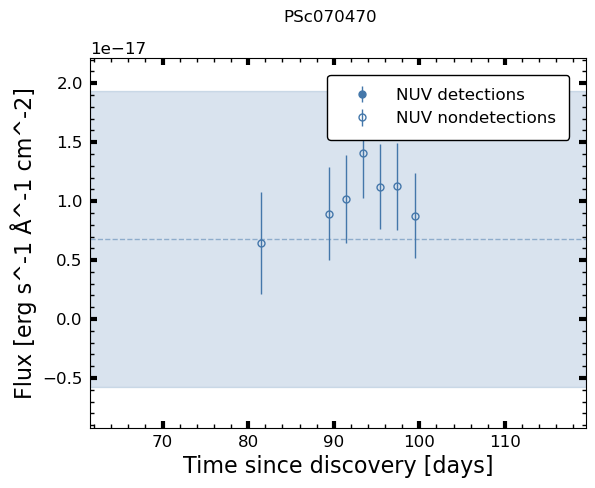 PSc070470
1e−17
NUV detections
NUV nondetections
2.0
1.5
1.0
0.5
0.0
−0.5
Flux [erg s^-1 Å^-1 cm^-2]
70
80
90
100
110
Time since discovery [days]